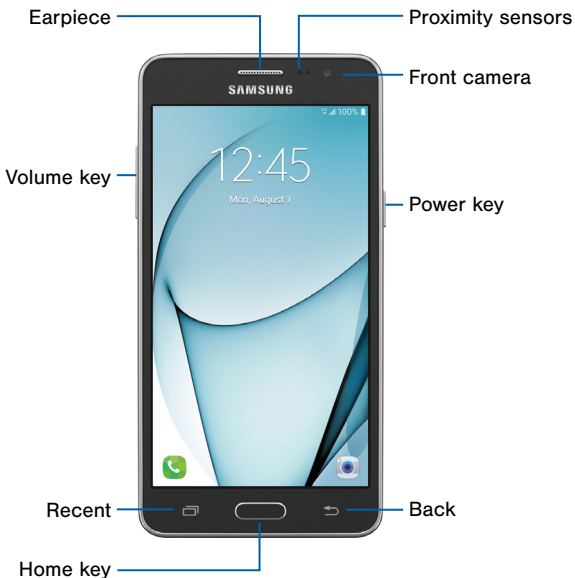 Earpiece
Proximity sensors
Front camera
SAMSUNG
100%
12:45
Mon, August 1
Volume key
Power key
Recent
Back
Home key